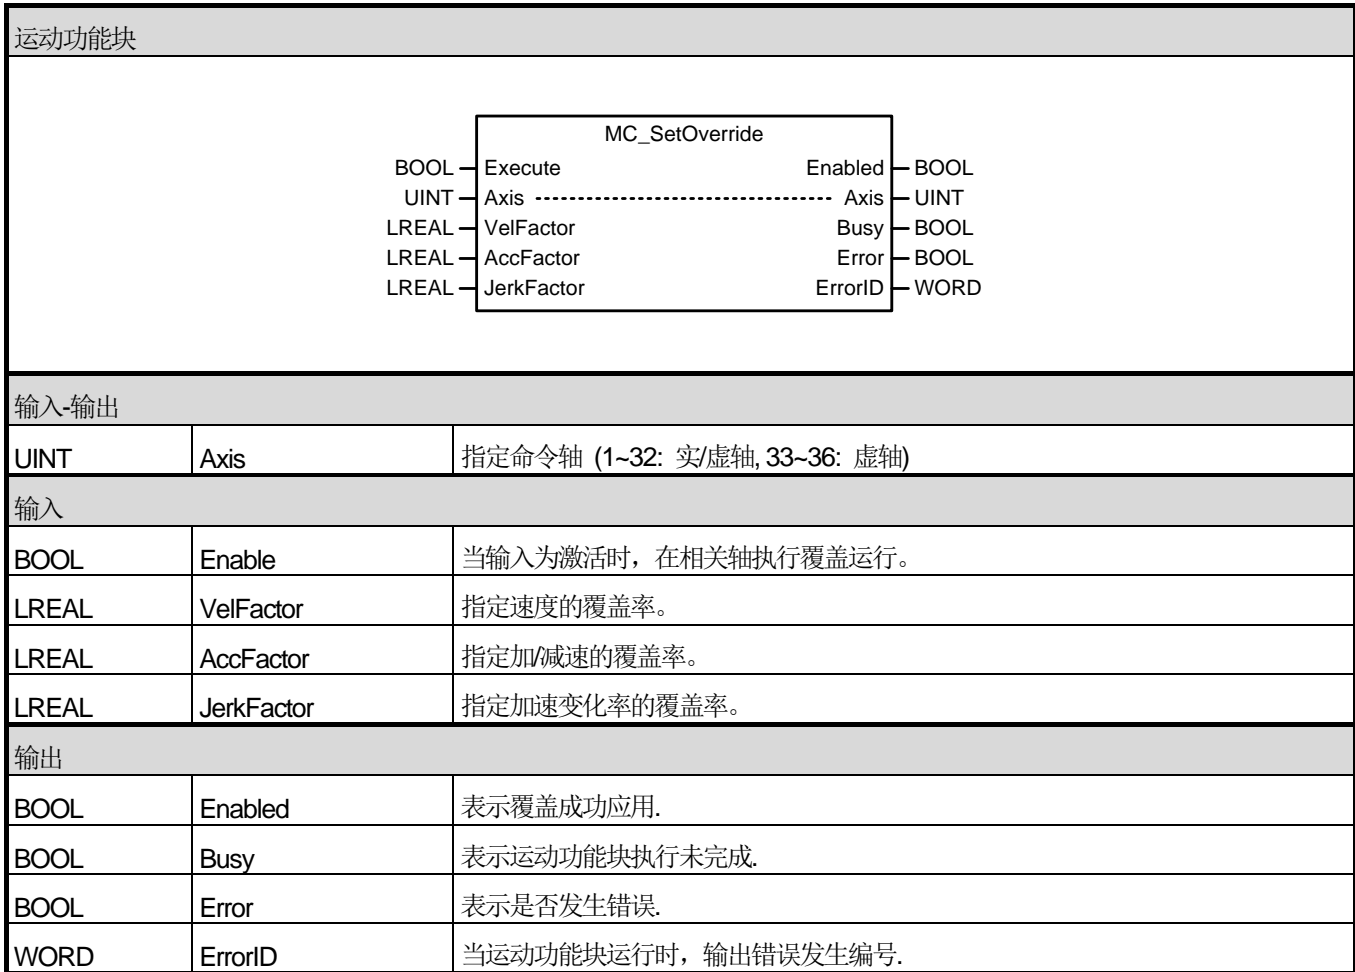 运动功能块
MC_SetOverride
BOOL Execute Enabled BOOL
UINT Axis Axis UINT
LREAL VelFactor Busy BOOL
LREAL AccFactor Error BOOL
LREAL JerkFactor ErrorID WORD
输入-输出
UINT Axis 指定命令轴 (1~32: 实/虚轴, 33~36: 虚轴)
输入
BOOL Enable 当输入为激活时，在相关轴执行覆盖运行。
LREAL VelFactor 指定速度的覆盖率。
LREAL AccFactor 指定加/减速的覆盖率。
LREAL JerkFactor 指定加速变化率的覆盖率。
输出
BOOL Enabled 表示覆盖成功应用.
BOOL Busy 表示运动功能块执行未完成.
BOOL Error 表示是否发生错误.
WORD ErrorID 当运动功能块运行时，输出错误发生编号.